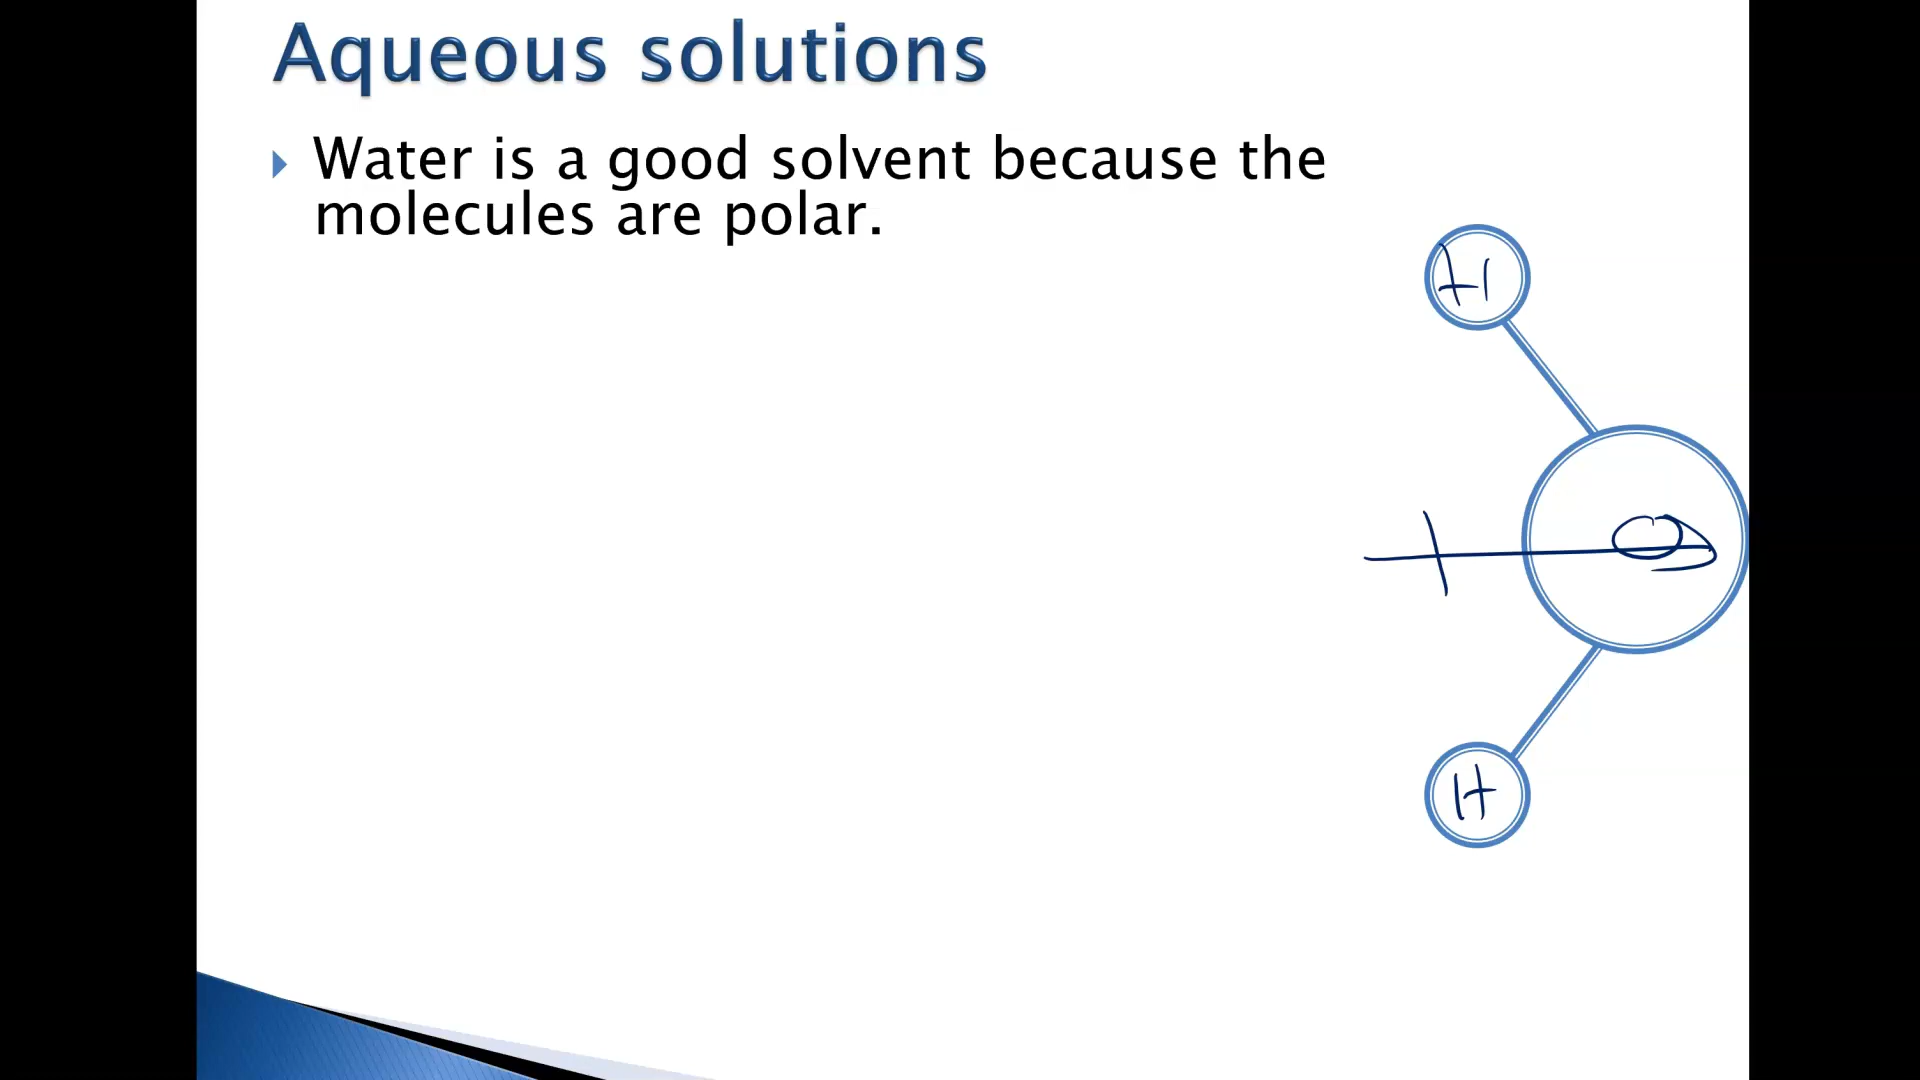 Aqueous solutions
Water is a good solvent because the
molecules are polar.
H
O
H